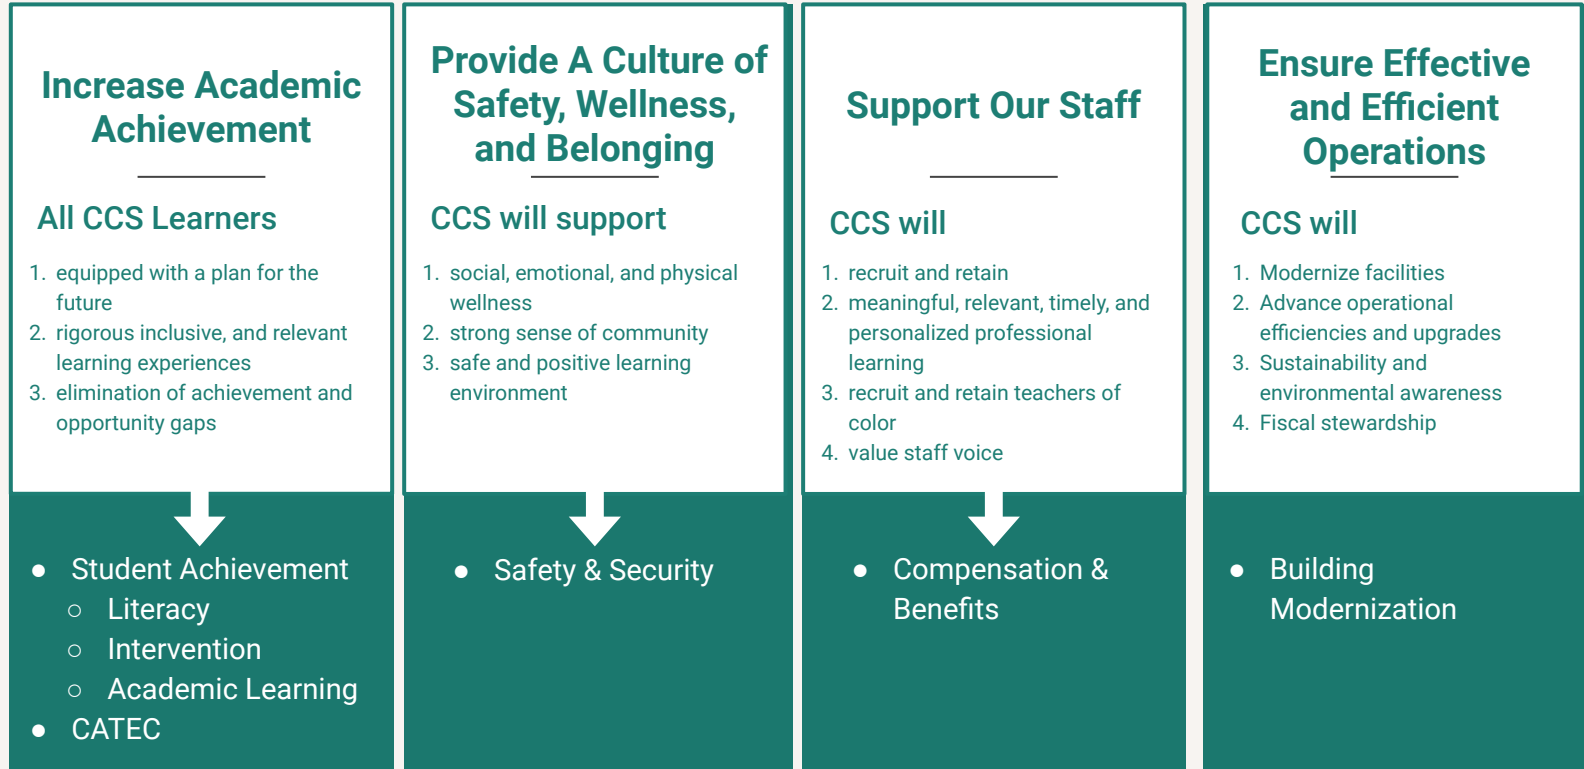 Increase Academic
Achievement
All CCS Learners
1. equipped with a plan for the
future
2. rigorous inclusive, and relevant
learning experiences
3. elimination of achievement and
opportunity gaps
● Student Achievement
○ Literacy
○ Intervention
○ Academic Learning
● CATEC
Provide A Culture of
Safety, Wellness,
and Belonging
CCS will support
1. social, emotional, and physical
wellness
2. strong sense of community
3. safe and positive learning
environment
● Safety & Security
Support Our Staff
CCS will
1. recruit and retain
2. meaningful, relevant, timely, and
personalized professional
learning
3. recruit and retain teachers of
color
4. value staff voice
● Compensation &
Benefits
Ensure Effective
and Efficient
Operations
CCS will
1. Modernize facilities
2. Advance operational
efficiencies and upgrades
3. Sustainability and
environmental awareness
4. Fiscal stewardship
● Building
Modernization